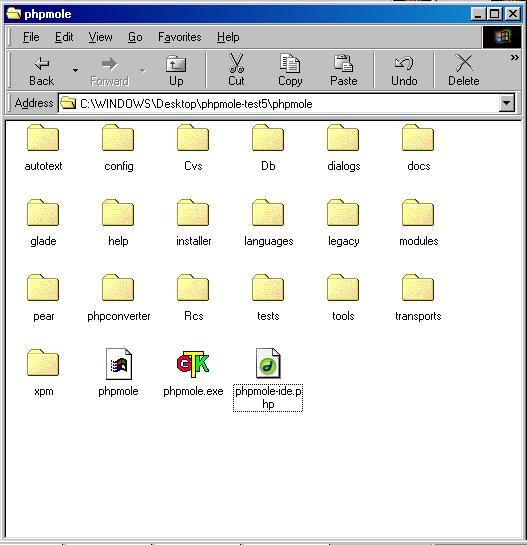 phpmole
File Edit View Go Favorites Help
Back Forward Up Cut Copy Paste Undo Delete
Address C:\WINDOWS\Desktop\phpmole-test5\phpmole
autotext config Cvs Db dialogs docs
glade help installer languages legacy modules
pear phpconverter Rcs tests tools transports
GTK
xpm phpmole phpmole.exe phpmole-ide.p
hp